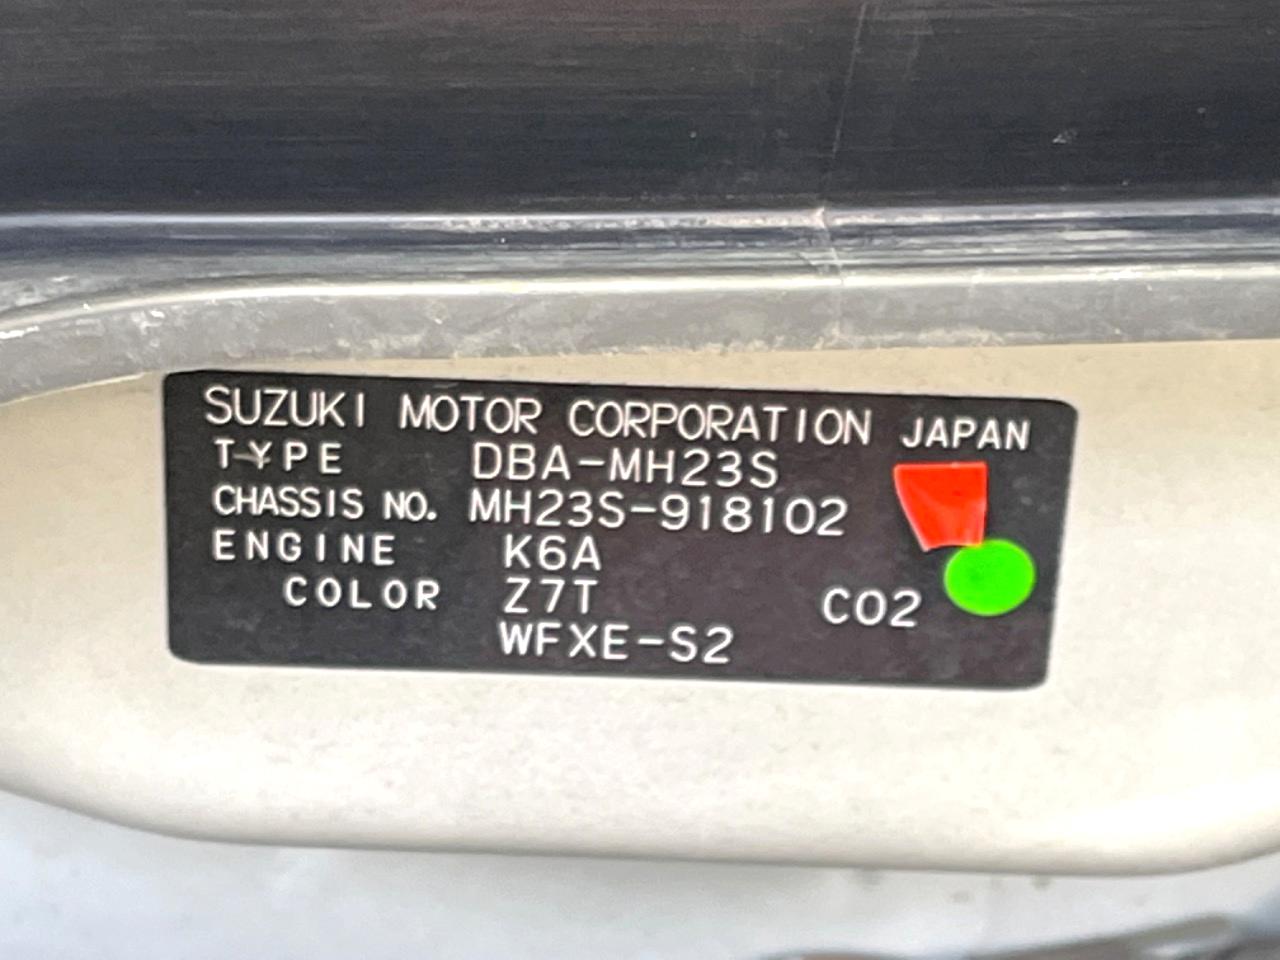 SUZUKI MOTOR CORPORATION JAPAN
TYPE DBA-MH23S
CHASSIS NO. MH23S-918102
ENGINE K6A
COLOR Z7T CO2
WFXE-S2